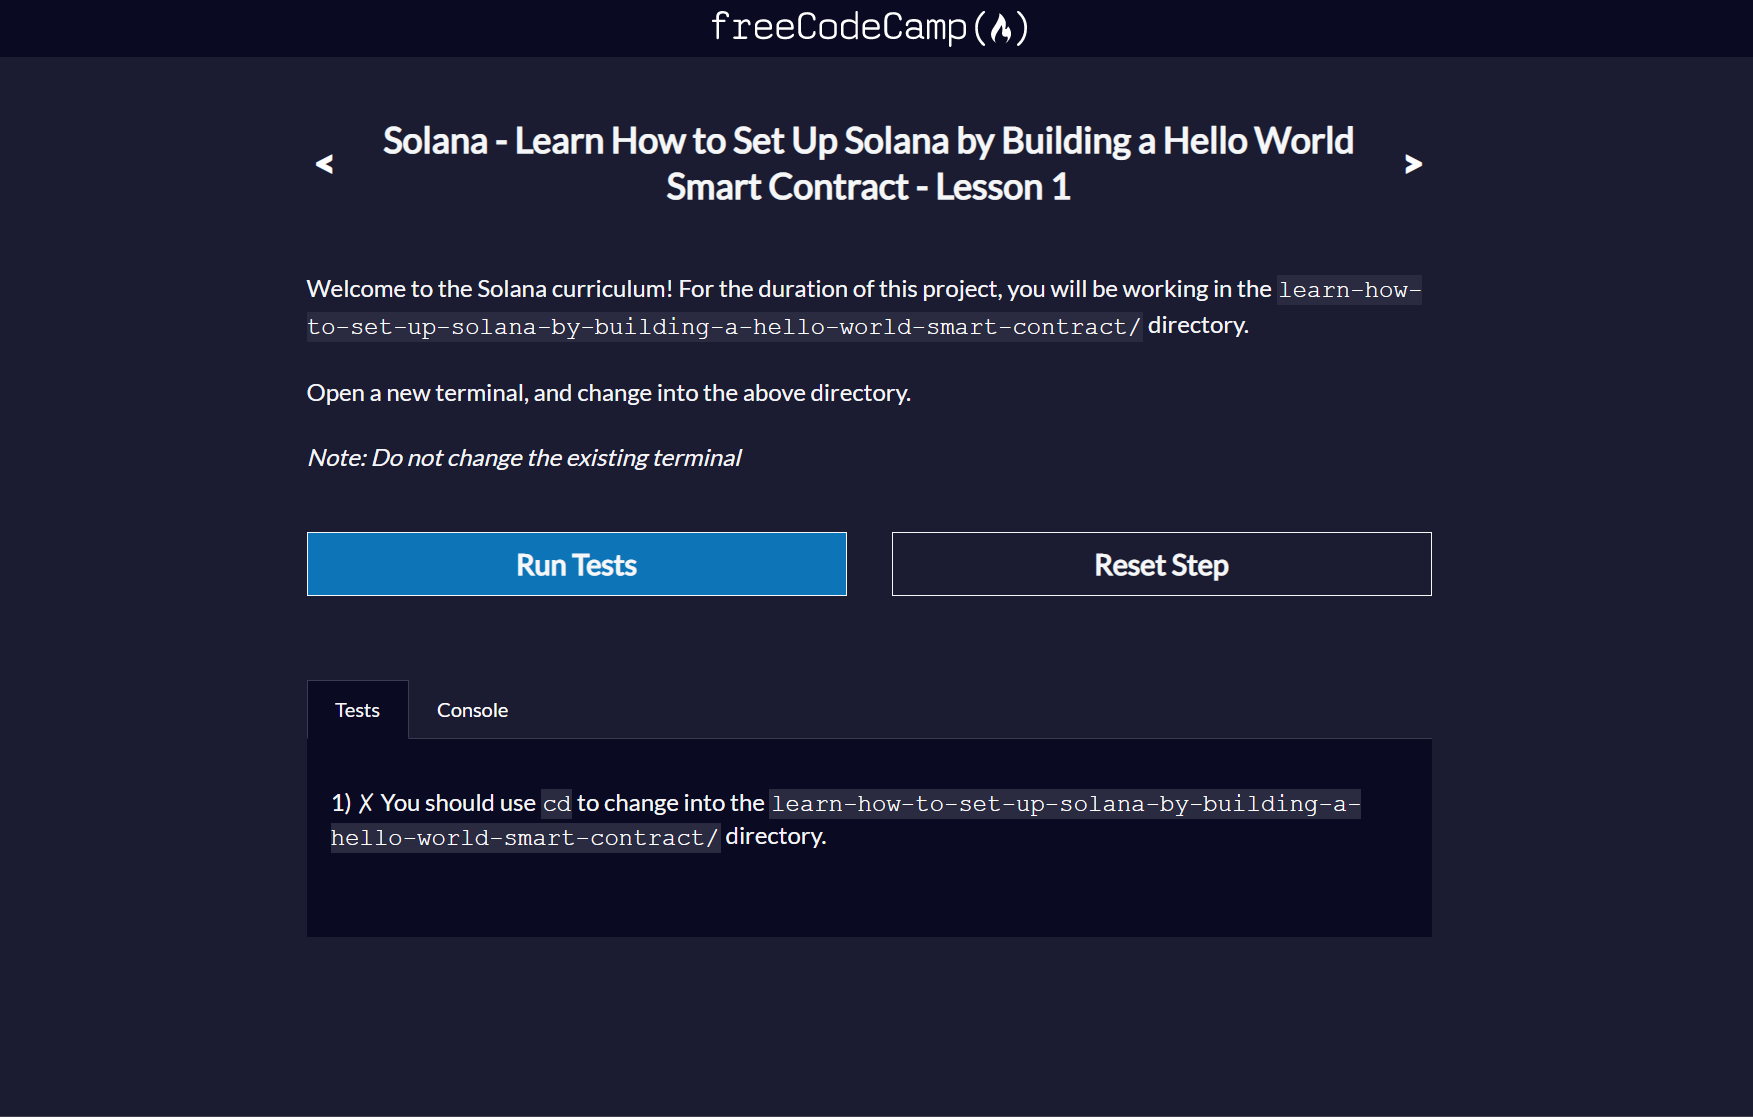 freeCodeCamp(🔥)
<
Solana - Learn How to Set Up Solana by Building a Hello World
Smart Contract - Lesson 1
>
Welcome to the Solana curriculum! For the duration of this project, you will be working in the learn-how-
to-set-up-solana-by-building-a-hello-world-smart-contract/ directory.
Open a new terminal, and change into the above directory.
Note: Do not change the existing terminal
Run Tests
Reset Step
Tests
Console
1) ✗ You should use cd to change into the learn-how-to-set-up-solana-by-building-a-
hello-world-smart-contract/ directory.